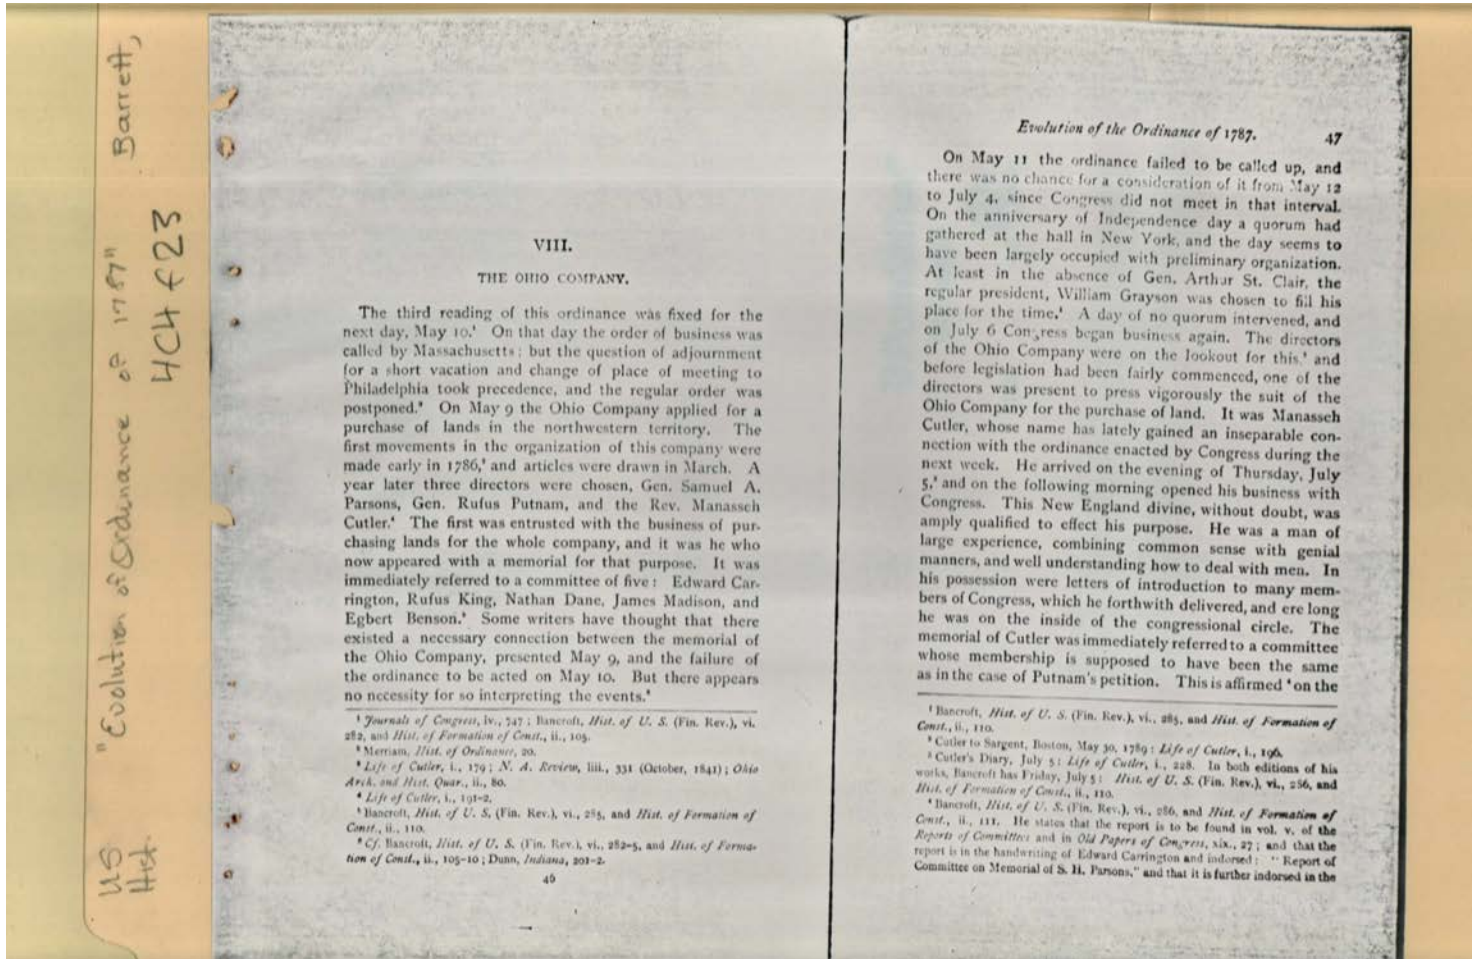 US "Evolution of Ordinance of 1787" Barrett,
Hist. 4C4 f23
VIII.
THE OHIO COMPANY.
The third reading of this ordinance was fixed for the
next day, May 10.¹ On that day the order of business was
called by Massachusetts; but the question of adjournment
for a short vacation and change of place of meeting to
Philadelphia took precedence, and the regular order was
postponed.² On May 9 the Ohio Company applied for a
purchase of lands in the northwestern territory. The
first movements in the organization of this company were
made early in 1786,³ and articles were drawn in March. A
year later three directors were chosen, Gen. Samuel A.
Parsons, Gen. Rufus Putnam, and the Rev. Manasseh
Cutler.⁴ The first was entrusted with the business of pur-
chasing lands for the whole company, and it was he who
now appeared with a memorial for that purpose. It was
immediately referred to a committee of five: Edward Car-
rington, Rufus King, Nathan Dane, James Madison, and
Egbert Benson.⁵ Some writers have thought that there
existed a necessary connection between the memorial of
the Ohio Company, presented May 9, and the failure of
the ordinance to be acted on May 10. But there appears
no necessity for so interpreting the events.⁶
¹ Journals of Congress, iv., 747; Bancroft, Hist. of U. S. (Fin. Rev.), vi.
282, and Hist. of Formation of Const., ii., 105.
² Merriam, Hist. of Ordinance, 20.
³ Life of Cutler, i., 179; N. A. Review, liii., 331 (October, 1841); Ohio
Arch. and Hist. Quar., ii., 80.
⁴ Life of Cutler, i., 191-2.
⁵ Bancroft, Hist. of U. S. (Fin. Rev.), vi., 285, and Hist. of Formation of
Const., ii., 110.
⁶ Cf. Bancroft, Hist. of U. S. (Fin. Rev.), vi., 282-5, and Hist. of Forma-
tion of Const., ii., 105-10; Dunn, Indiana, 201-2.
46
Evolution of the Ordinance of 1787. 47
On May 11 the ordinance failed to be called up, and
there was no chance for a consideration of it from May 12
to July 4, since Congress did not meet in that interval.
On the anniversary of Independence day a quorum had
gathered at the hall in New York, and the day seems to
have been largely occupied with preliminary organization.
At least in the absence of Gen. Arthur St. Clair, the
regular president, William Grayson was chosen to fill his
place for the time.¹ A day of no quorum intervened, and
on July 6 Congress began business again. The directors
of the Ohio Company were on the lookout for this,² and
before legislation had been fairly commenced, one of the
directors was present to press vigorously the suit of the
Ohio Company for the purchase of land. It was Manasseh
Cutler, whose name has lately gained an inseparable con-
nection with the ordinance enacted by Congress during the
next week. He arrived on the evening of Thursday, July
5,³ and on the following morning opened his business with
Congress. This New England divine, without doubt, was
amply qualified to effect his purpose. He was a man of
large experience, combining common sense with genial
manners, and well understanding how to deal with men. In
his possession were letters of introduction to many mem-
bers of Congress, which he forthwith delivered, and ere long
he was on the inside of the congressional circle. The
memorial of Cutler was immediately referred to a committee
whose membership is supposed to have been the same
as in the case of Putnam's petition. This is affirmed ⁴ on the
¹ Bancroft, Hist. of U. S. (Fin. Rev.), vi., 285, and Hist. of Formation of
Const., ii., 110.
² Cutler to Sargent, Boston, May 30, 1789: Life of Cutler, i., 196.
³ Cutler's Diary, July 5: Life of Cutler, i., 228. In both editions of his
works, Bancroft has Friday, July 5: Hist. of U. S. (Fin. Rev.), vi., 286, and
Hist. of Formation of Const., ii., 110.
⁴ Bancroft, Hist. of U. S. (Fin. Rev.), vi., 286, and Hist. of Formation of
Const., ii., 111. He states that the report is to be found in vol. v. of the
Reports of Committees and in Old Papers of Congress, xix., 27; and that the
report is in the handwriting of Edward Carrington and indorsed: "Report of
Committee on Memorial of S. H. Parsons," and that it is further indorsed in the